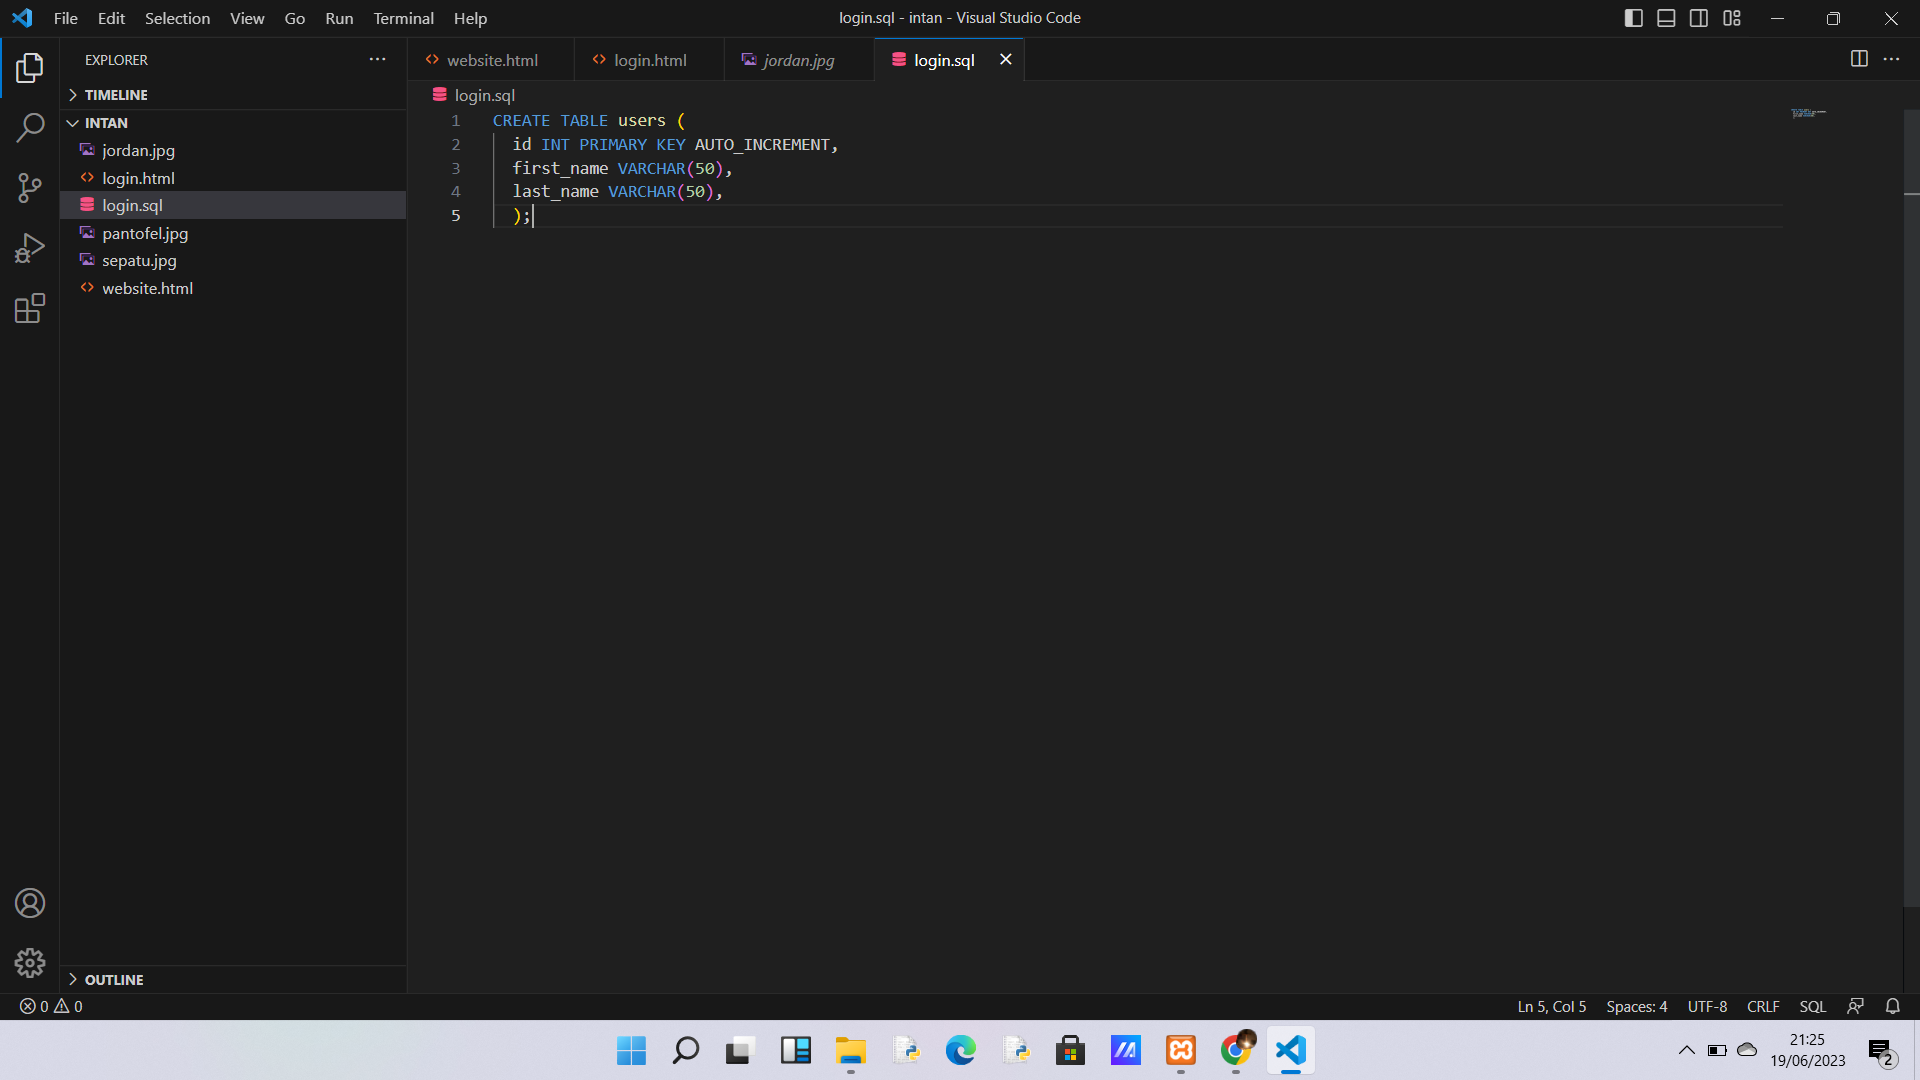 File Edit Selection View Go Run Terminal Help
login.sql - intan - Visual Studio Code
EXPLORER
website.html
login.html
jordan.jpg
login.sql
TIMELINE
login.sql
INTAN
jordan.jpg
login.html
login.sql
pantofel.jpg
sepatu.jpg
website.html
1 CREATE TABLE users (
2 id INT PRIMARY KEY AUTO_INCREMENT,
3 first_name VARCHAR(50),
4 last_name VARCHAR(50),
5 );
OUTLINE
0 0
Ln 5, Col 5 Spaces: 4 UTF-8 CRLF SQL
21:25
19/06/2023
2